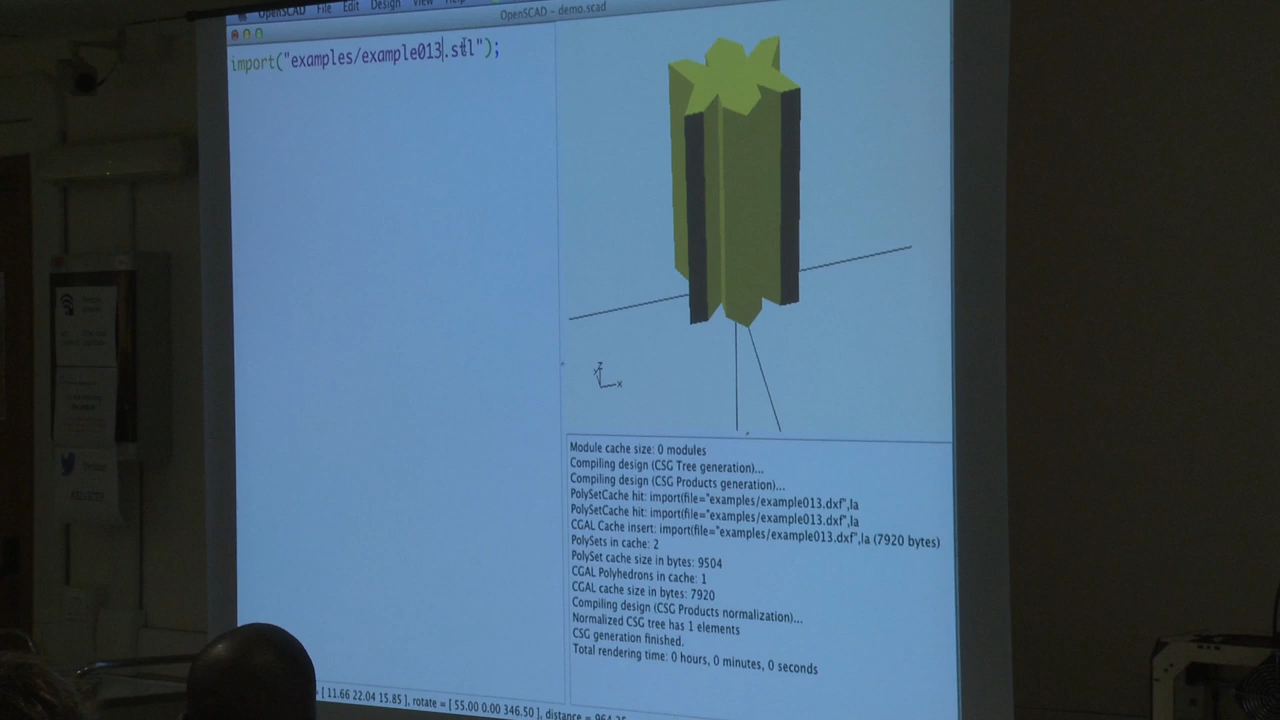 OpenSCAD File Edit Design View Help
OpenSCAD – demo.scad
import("examples/example013.stl");
Module cache size: 0 modules
Compiling design (CSG Tree generation)...
Compiling design (CSG Products generation)...
PolySetCache hit: import(file="examples/example013.dxf",la
PolySetCache hit: import(file="examples/example013.dxf",la
CGAL Cache insert: import(file="examples/example013.dxf",la (7920 bytes)
PolySets in cache: 2
PolySet cache size in bytes: 9504
CGAL Polyhedrons in cache: 1
CGAL cache size in bytes: 7920
Compiling design (CSG Products normalization)...
Normalized CSG tree has 1 elements
CSG generation finished.
Total rendering time: 0 hours, 0 minutes, 0 seconds
[ 11.66 22.04 15.85 ], rotate = [ 55.00 0.00 346.50 ], distance =